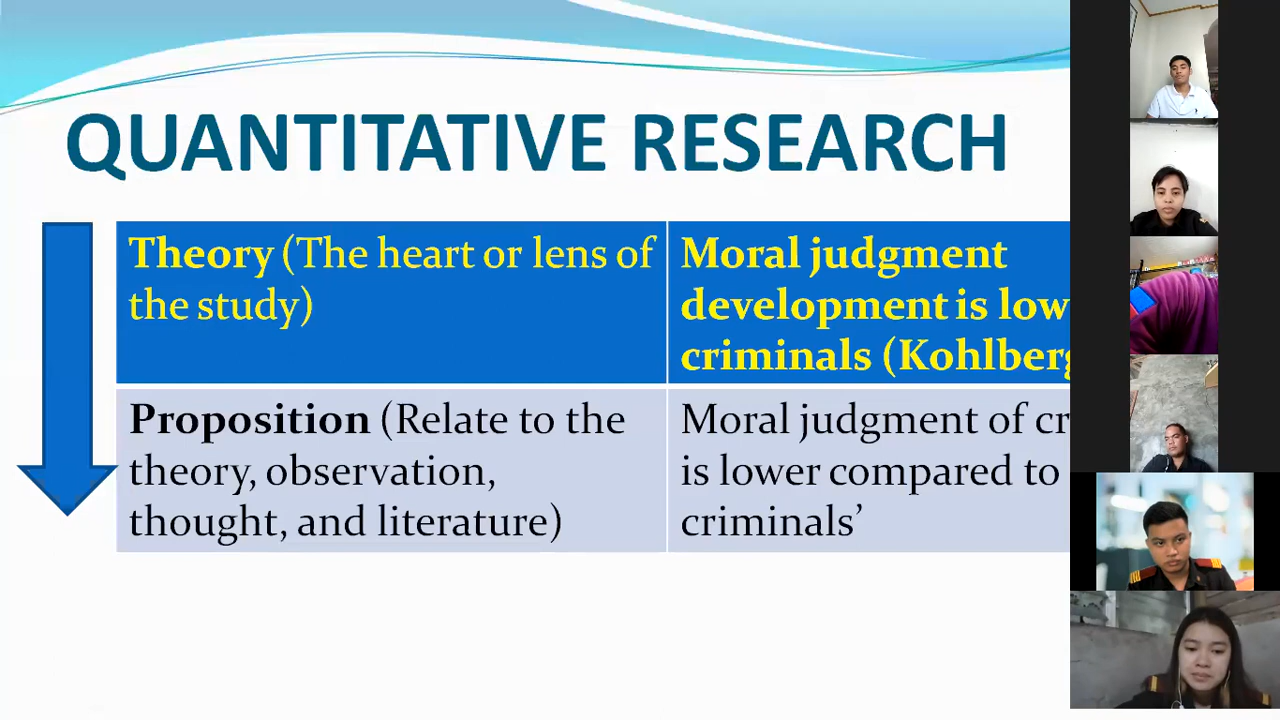 QUANTITATIVE RESEARCH
Theory (The heart or lens of
the study)
Moral judgment
development is low
criminals (Kohlberg
Proposition (Relate to the
theory, observation,
thought, and literature)
Moral judgment of cr
is lower compared to
criminals’